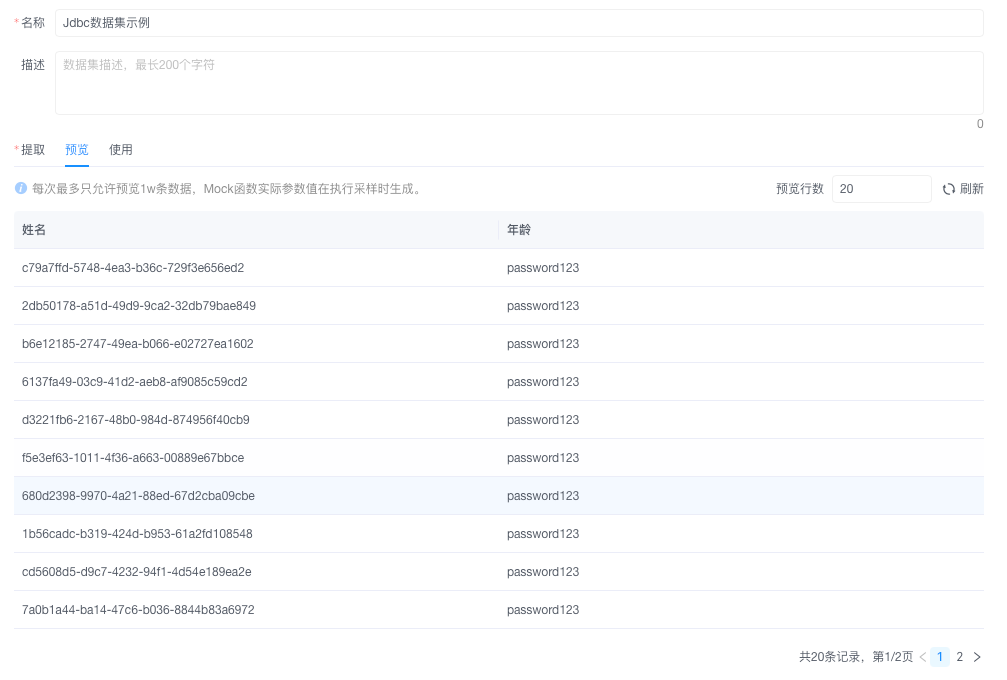 *名称 Jdbc数据集示例
描述 数据集描述，最长200个字符
0
*提取 预览 使用
每次最多只允许预览1w条数据，Mock函数实际参数值在执行采样时生成。 预览行数 20 刷新
姓名 年龄
c79a7ffd-5748-4ea3-b36c-729f3e656ed2 password123
2db50178-a51d-49d9-9ca2-32db79bae849 password123
b6e12185-2747-49ea-b066-e02727ea1602 password123
6137fa49-03c9-41d2-aeb8-af9085c59cd2 password123
d3221fb6-2167-48b0-984d-874956f40cb9 password123
f5e3ef63-1011-4f36-a663-00889e67bbce password123
680d2398-9970-4a21-88ed-67d2cba09cbe password123
1b56cadc-b319-424d-b953-61a2fd108548 password123
cd5608d5-d9c7-4232-94f1-4d54e189ea2e password123
7a0b1a44-ba14-47c6-b036-8844b83a6972 password123
共20条记录，第1/2页 < 1 2 >